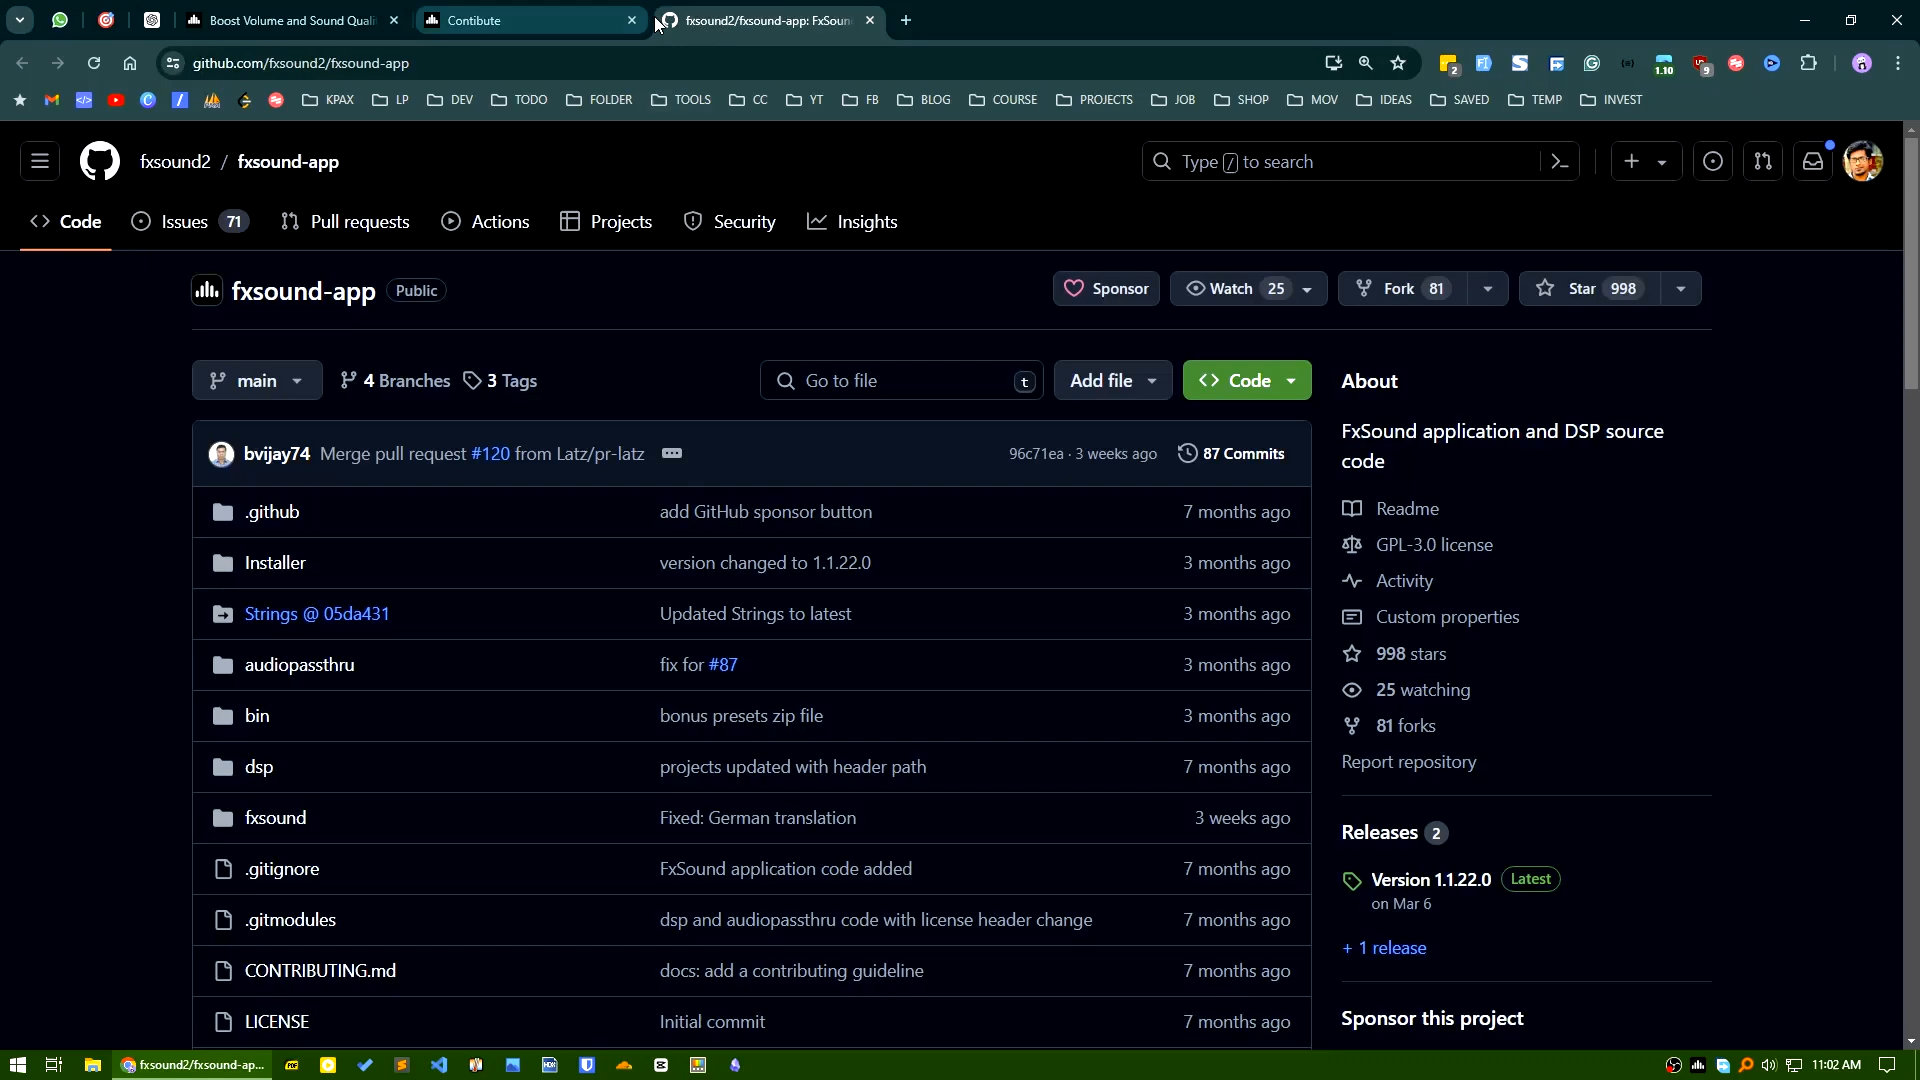 Boost Volume and Sound Quali
Contibute
fxsound2/fxsound-app: FxSoun
github.com/fxsound2/fxsound-app
2
1.10
9
KPAX
LP
DEV
TODO
FOLDER
TOOLS
CC
YT
FB
BLOG
COURSE
PROJECTS
JOB
SHOP
MOV
IDEAS
SAVED
TEMP
INVEST
fxsound2 / fxsound-app
Type / to search
Code
Issues 71
Pull requests
Actions
Projects
Security
Insights
fxsound-app Public
Sponsor
Watch 25
Fork 81
Star 998
main
4 Branches
3 Tags
Go to file t
Add file
Code
bvijay74 Merge pull request #120 from Latz/pr-latz
96c71ea · 3 weeks ago
87 Commits
.github add GitHub sponsor button 7 months ago
Installer version changed to 1.1.22.0 3 months ago
Strings @ 05da431 Updated Strings to latest 3 months ago
audiopassthru fix for #87 3 months ago
bin bonus presets zip file 3 months ago
dsp projects updated with header path 7 months ago
fxsound Fixed: German translation 3 weeks ago
.gitignore FxSound application code added 7 months ago
.gitmodules dsp and audiopassthru code with license header change 7 months ago
CONTRIBUTING.md docs: add a contributing guideline 7 months ago
LICENSE Initial commit 7 months ago
About
FxSound application and DSP source
code
Readme
GPL-3.0 license
Activity
Custom properties
998 stars
25 watching
81 forks
Report repository
Releases 2
Version 1.1.22.0 Latest
on Mar 6
+ 1 release
Sponsor this project
fxsound2/fxsound-ap...
11:02 AM